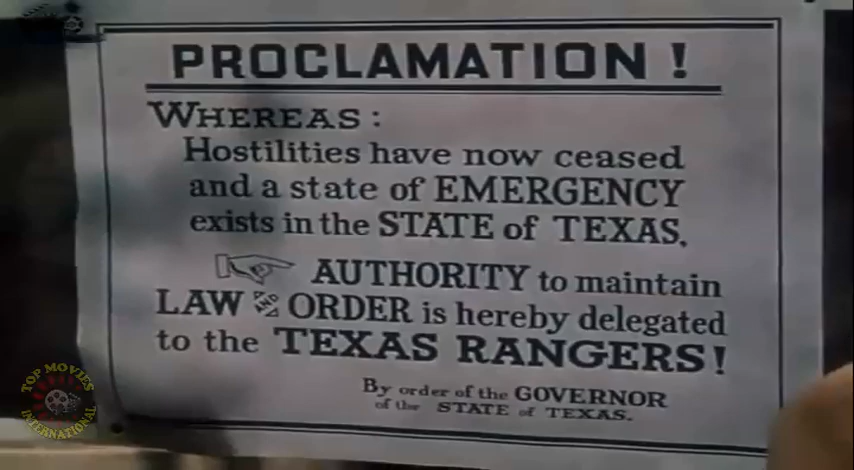 PROCLAMATION !
WHEREAS :
Hostilities have now ceased
and a state of EMERGENCY
exists in the STATE of TEXAS.
AUTHORITY to maintain
LAW AND ORDER is hereby delegated
to the TEXAS RANGERS!
By order of the GOVERNOR
of the STATE of TEXAS.
TOP MOVIES
INTERNATIONAL